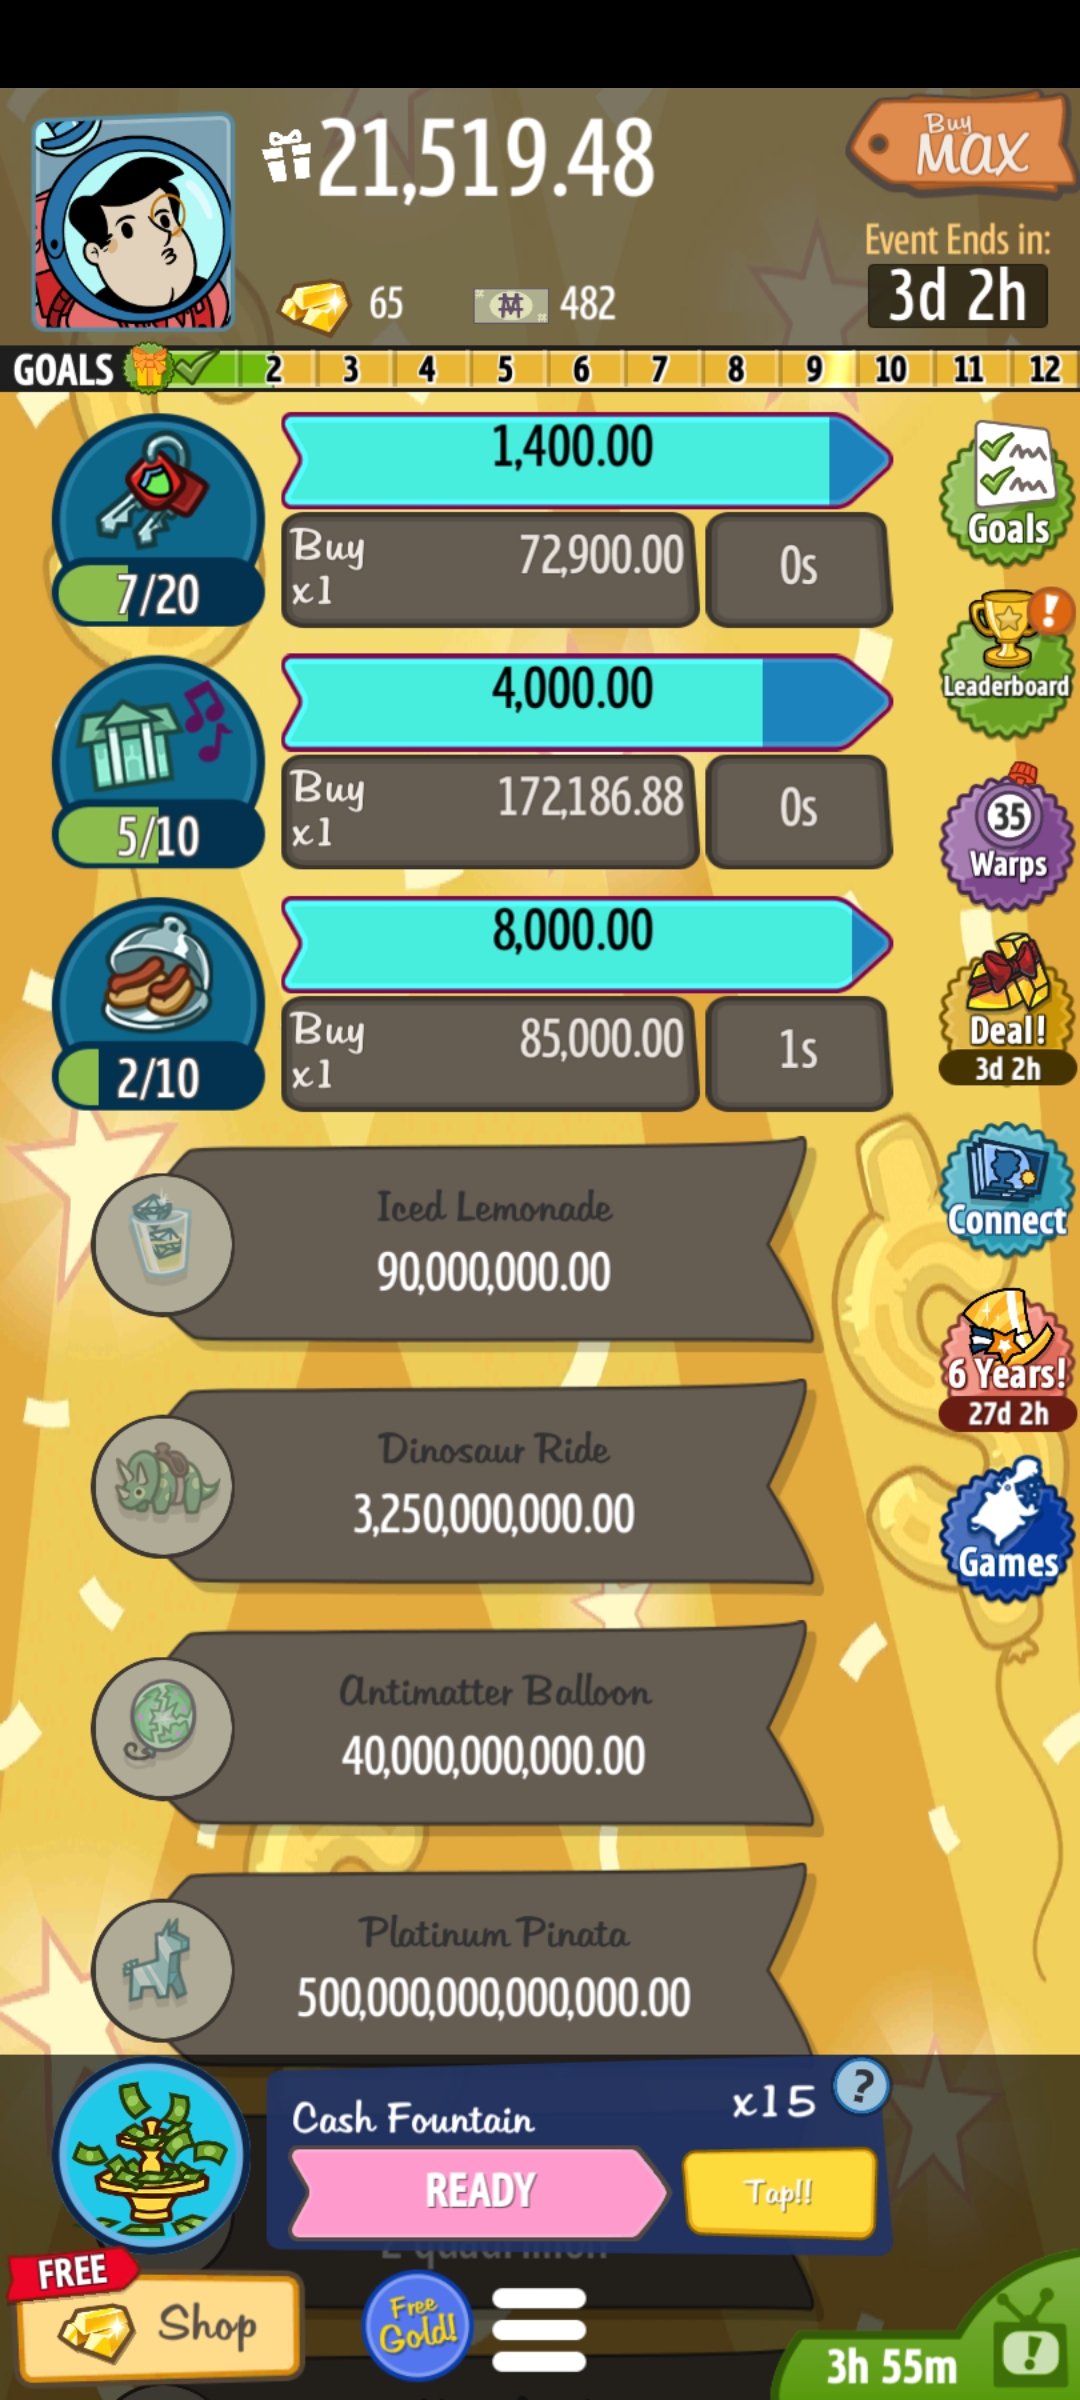 21,519.48
Buy
MAX
65
482
Event Ends in:
3d 2h
GOALS 2 3 4 5 6 7 8 9 10 11 12
1,400.00
Buy x1
72,900.00
0s
7/20
Goals
4,000.00
Buy x1
172,186.88
0s
5/10
Leaderboard
35
Warps
8,000.00
Buy x1
85,000.00
1s
2/10
Deal!
3d 2h
Iced Lemonade
90,000,000.00
Connect
Dinosaur Ride
3,250,000,000.00
6 Years!
27d 2h
Games
Antimatter Balloon
40,000,000,000.00
Platinum Pinata
500,000,000,000,000.00
Cash Fountain
x15
?
READY
Tap!!
FREE
Shop
Free
Gold!
3h 55m